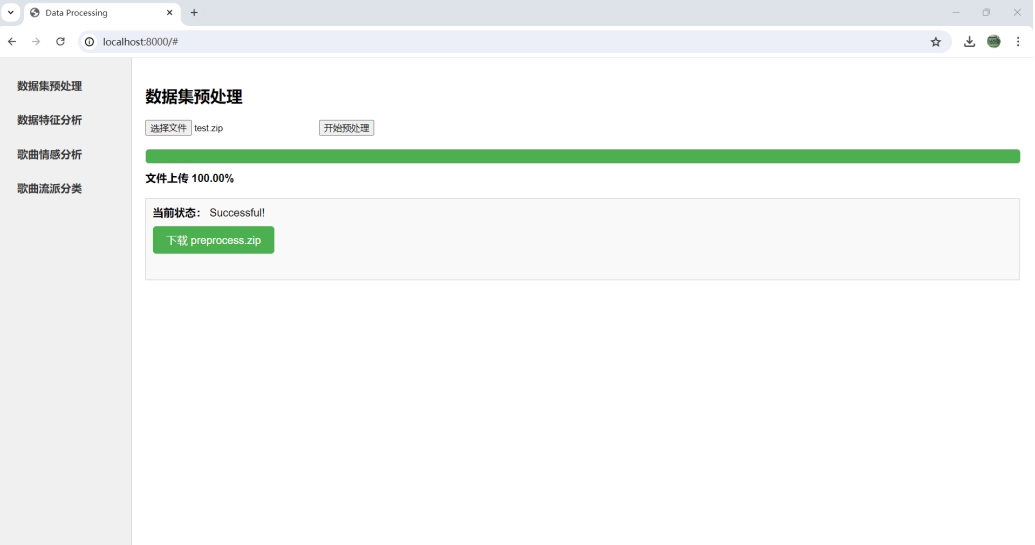 Data Processing
localhost:8000/#
数据集预处理
数据特征分析
歌曲情感分析
歌曲流派分类
数据集预处理
选择文件 test.zip 开始预处理
文件上传 100.00%
当前状态： Successful!
下载 preprocess.zip